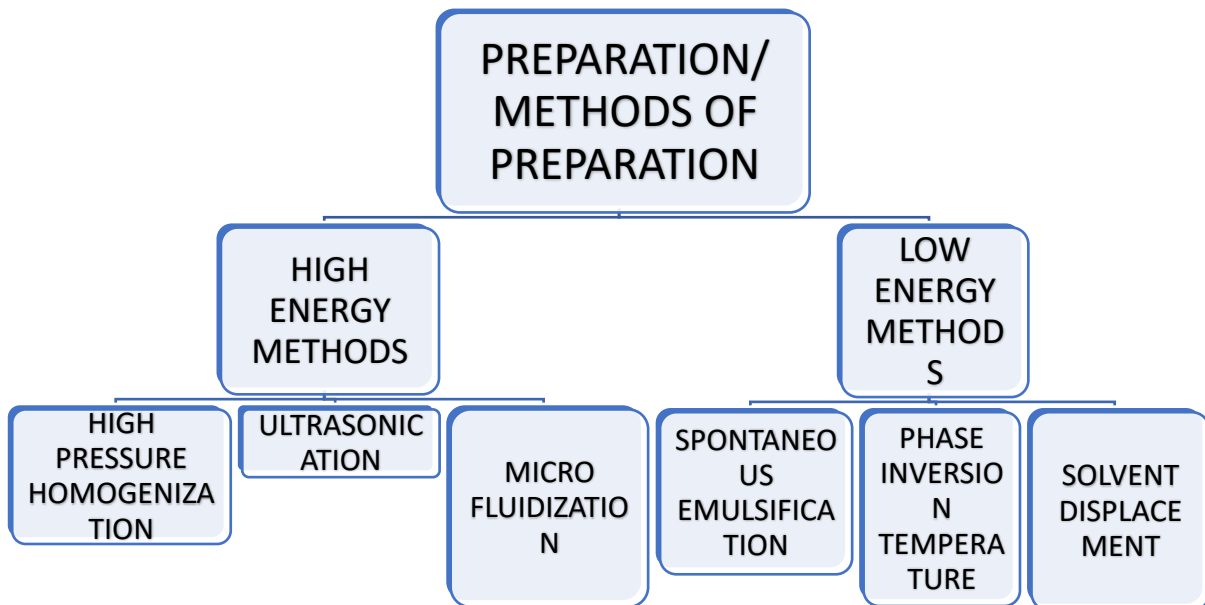 PREPARATION/
METHODS OF
PREPARATION
HIGH
ENERGY
METHODS
LOW
ENERGY
METHOD
S
HIGH
PRESSURE
HOMOGENIZA
TION
ULTRASONIC
ATION
MICRO
FLUIDIZATIO
N
SPONTANEO
US
EMULSIFICA
TION
PHASE
INVERSIO
N
TEMPERA
TURE
SOLVENT
DISPLACE
MENT